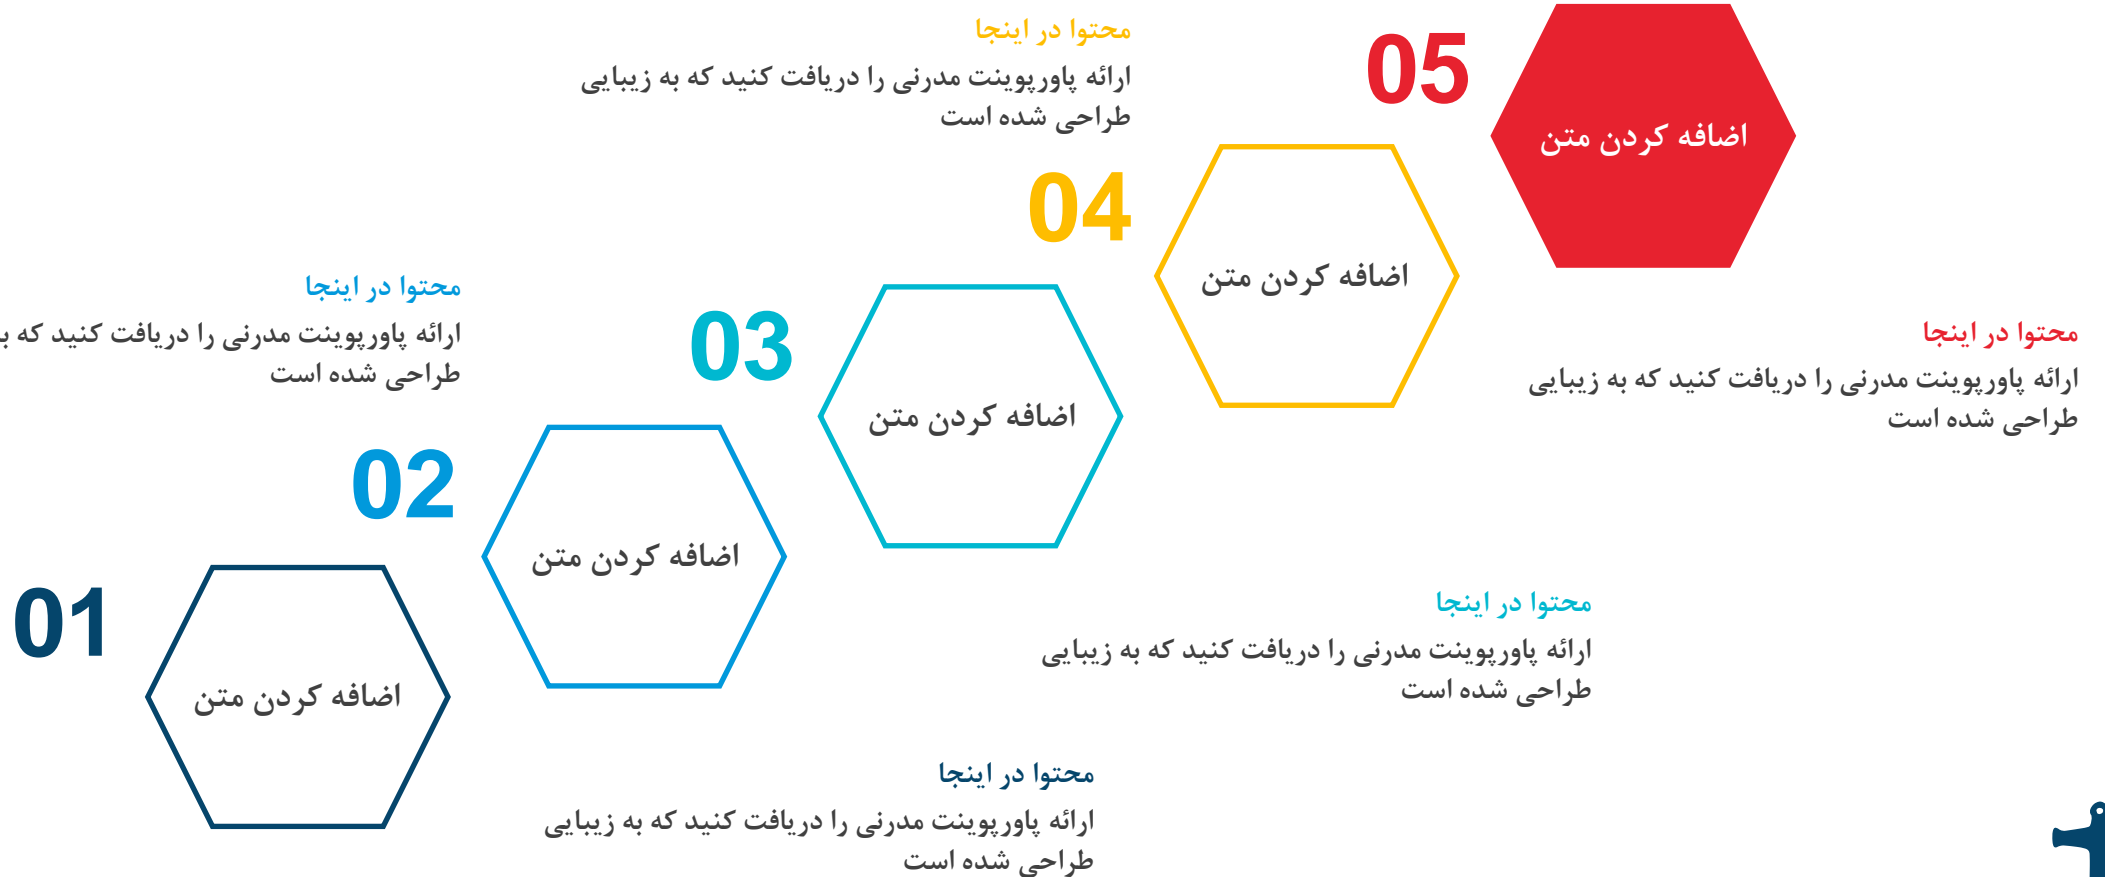 محتوا در اینجا
ارائه پاورپوینت مدرنی را دریافت کنید که به زیبایی
طراحی شده است
05
اضافه کردن متن
04
اضافه کردن متن
محتوا در اینجا
ارائه پاورپوینت مدرنی را دریافت کنید که
طراحی شده است
03
اضافه کردن متن
محتوا در اینجا
ارائه پاورپوینت مدرنی را دریافت کنید که به زیبایی
طراحی شده است
02
اضافه کردن متن
محتوا در اینجا
ارائه پاورپوینت مدرنی را دریافت کنید که به زیبایی
طراحی شده است
01
اضافه کردن متن
محتوا در اینجا
ارائه پاورپوینت مدرنی را دریافت کنید که به زیبایی
طراحی شده است